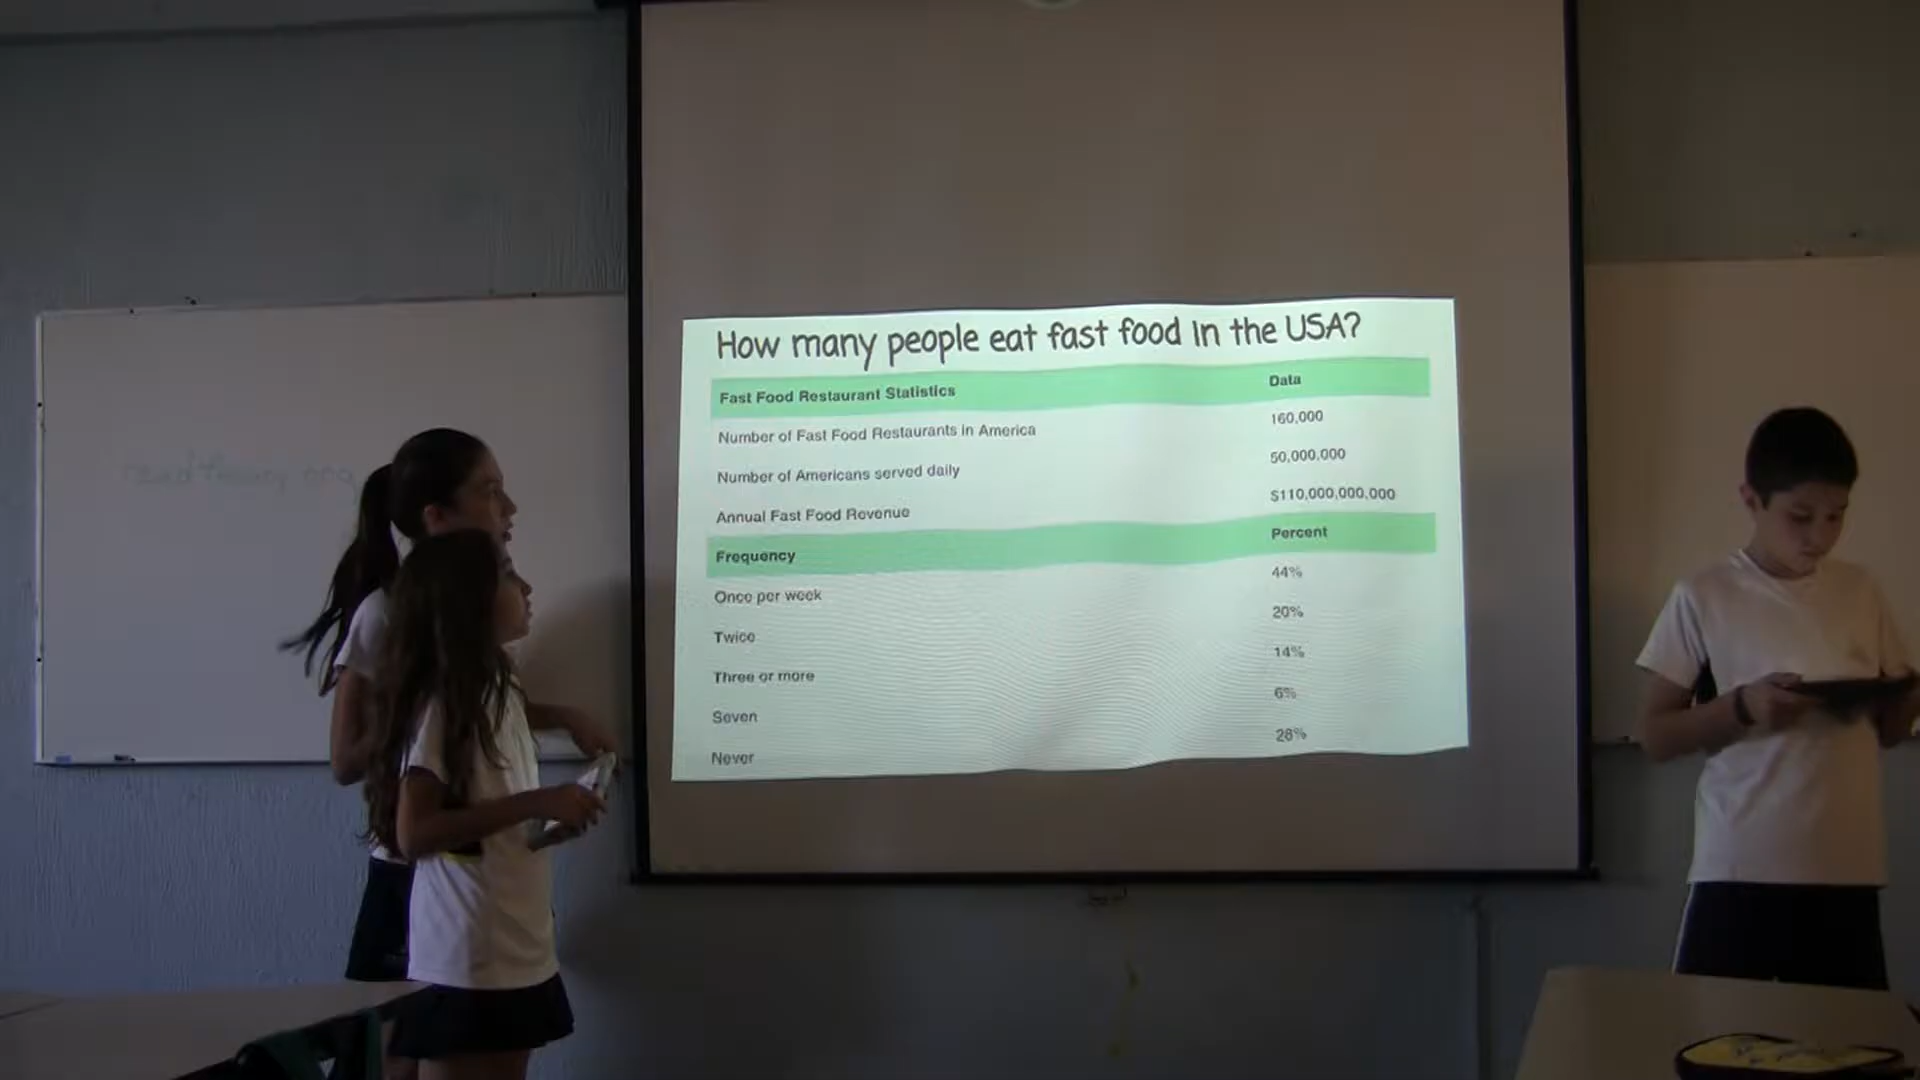 How many people eat fast food in the USA?
Fast Food Restaurant Statistics Data
Number of Fast Food Restaurants in America 160,000
Number of Americans served daily 50,000,000
Annual Fast Food Revenue $110,000,000,000
Frequency Percent
Once per week 44%
Twice 20%
Three or more 14%
Seven 6%
Never 28%